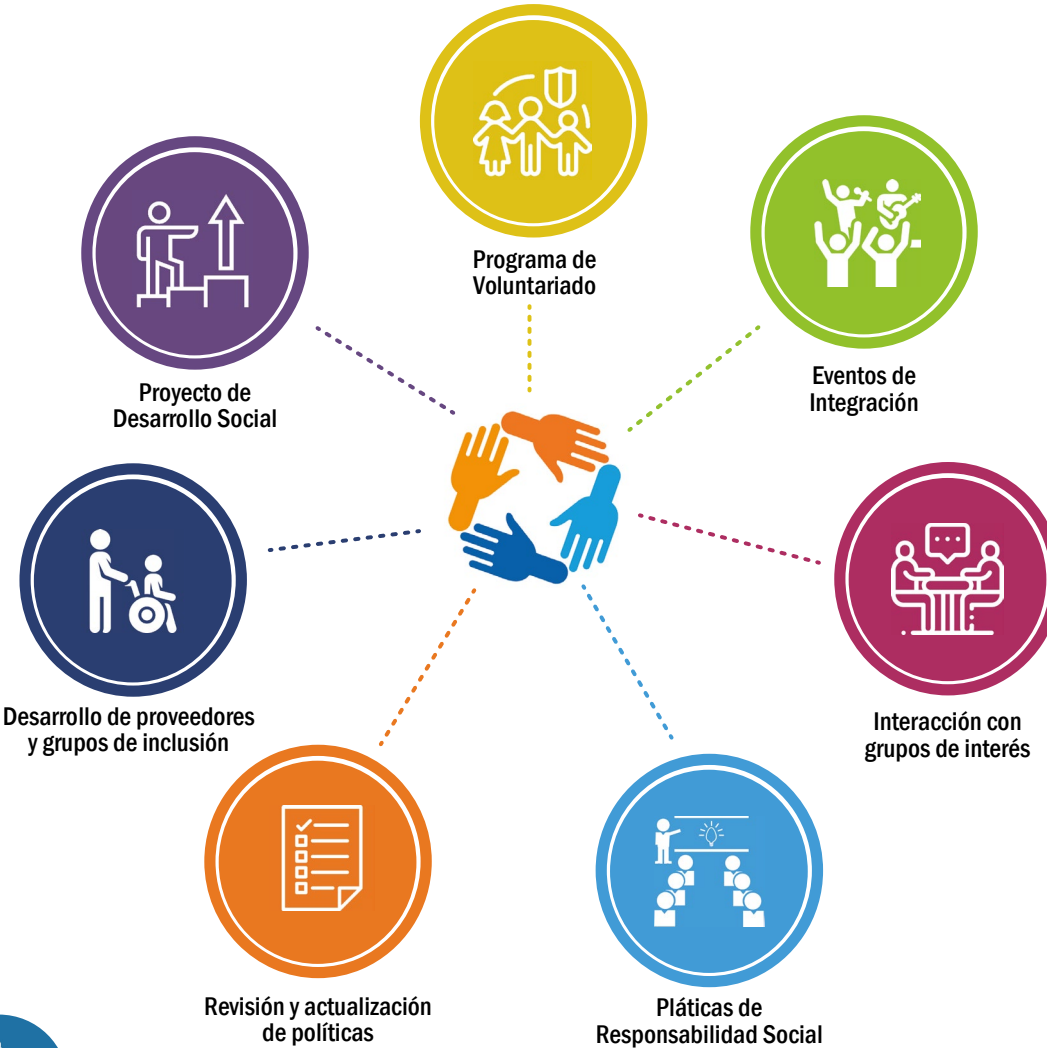 Programa de
Voluntariado
Eventos de
Integración
Proyecto de
Desarrollo Social
Interacción con
grupos de interés
Desarrollo de proveedores
y grupos de inclusión
Revisión y actualización
de políticas
Pláticas de
Responsabilidad Social